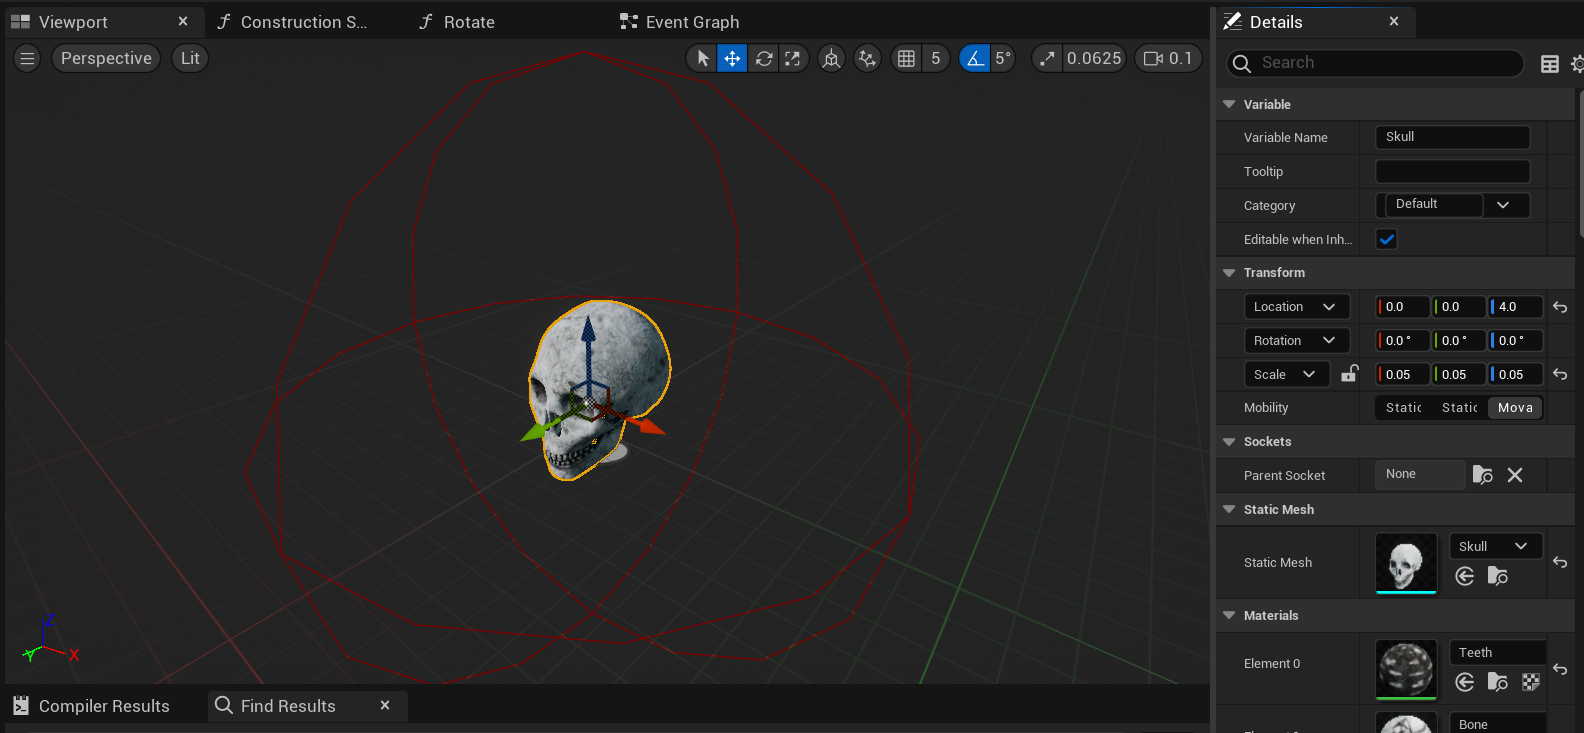 Viewport
Construction S...
Rotate
Event Graph
Details
Perspective
Lit
5
5°
0.0625
0.1
Search
Variable
Variable Name
Skull
Tooltip
Category
Default
Editable when Inh...
Transform
Location
0.0
0.0
4.0
Rotation
0.0 °
0.0 °
0.0 °
Scale
0.05
0.05
0.05
Mobility
Static
Static
Mova
Sockets
Parent Socket
None
Static Mesh
Static Mesh
Skull
Materials
Element 0
Teeth
Bone
Z
Y
X
Compiler Results
Find Results